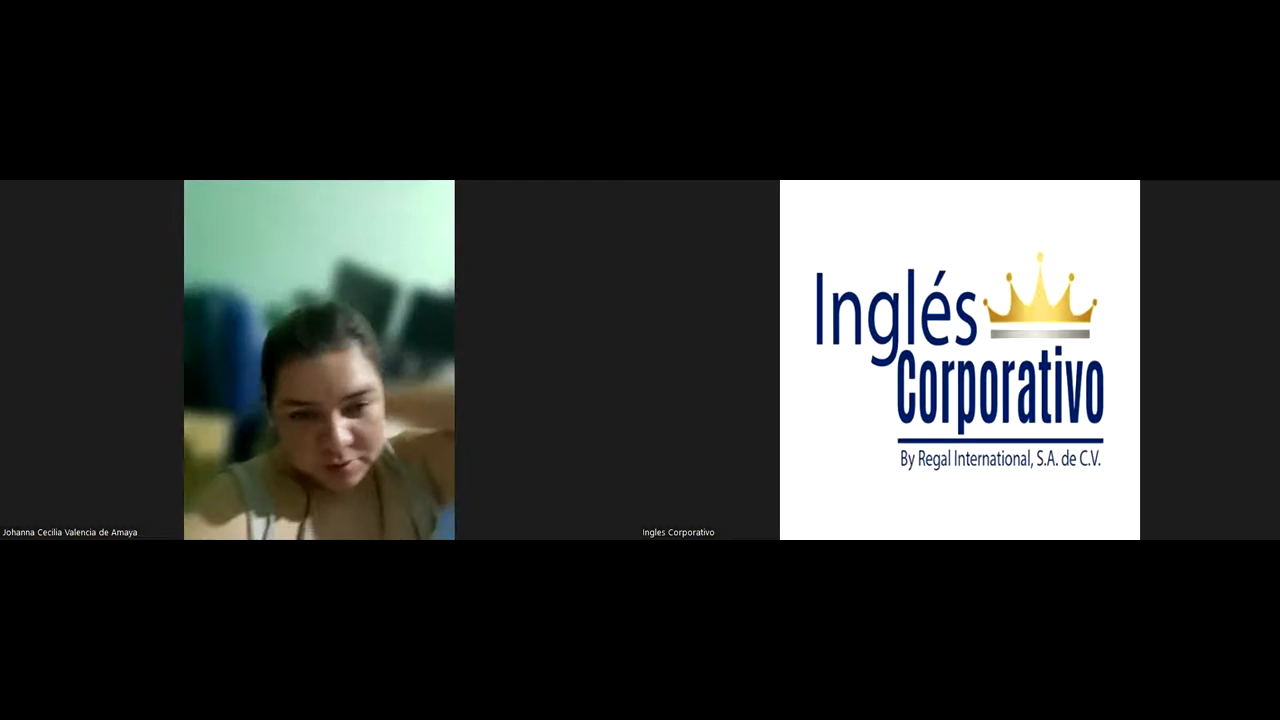 Inglés
Corporativo
By Regal International, S.A. de C.V.
Johanna Cecilia Valencia de Amaya
Ingles Corporativo